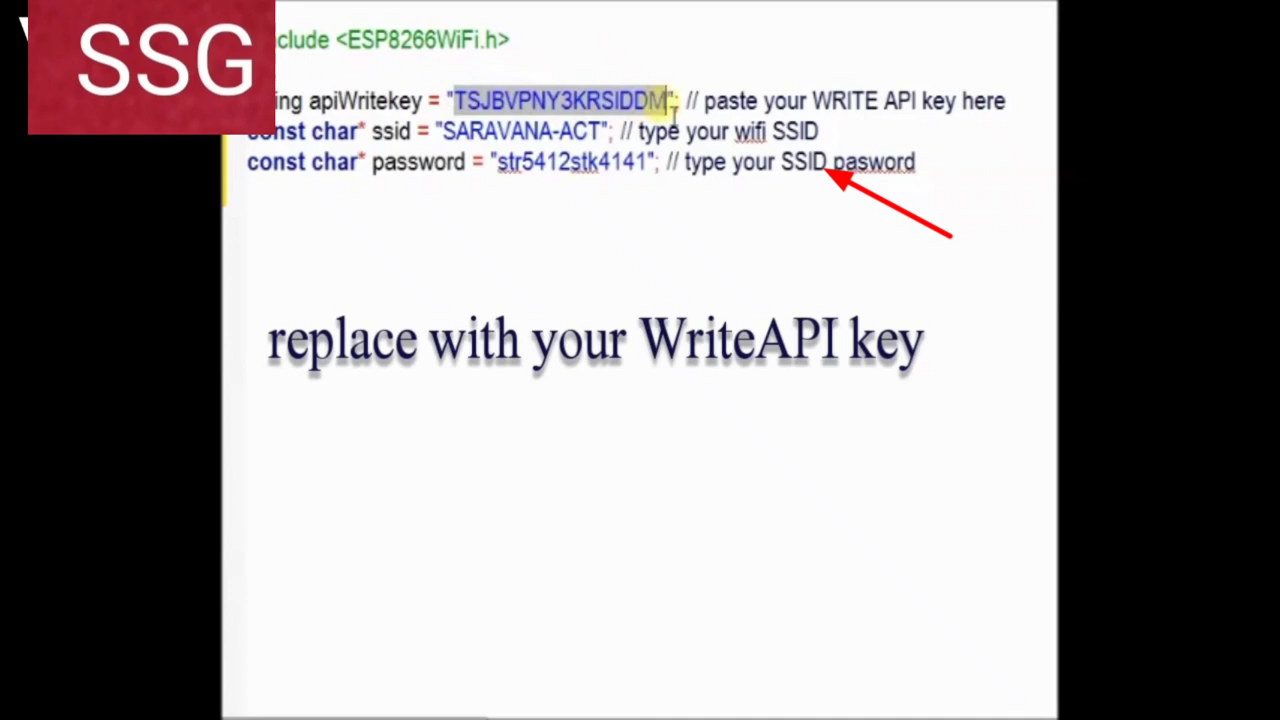 SSG
clude <ESP8266WiFi.h>
ing apiWritekey = "TSJBVPNY3KRSIDDM"; // paste your WRITE API key here
const char* ssid = "SARAVANA-ACT"; // type your wifi SSID
const char* password = "str5412stk4141"; // type your SSID pasword
replace with your WriteAPI key